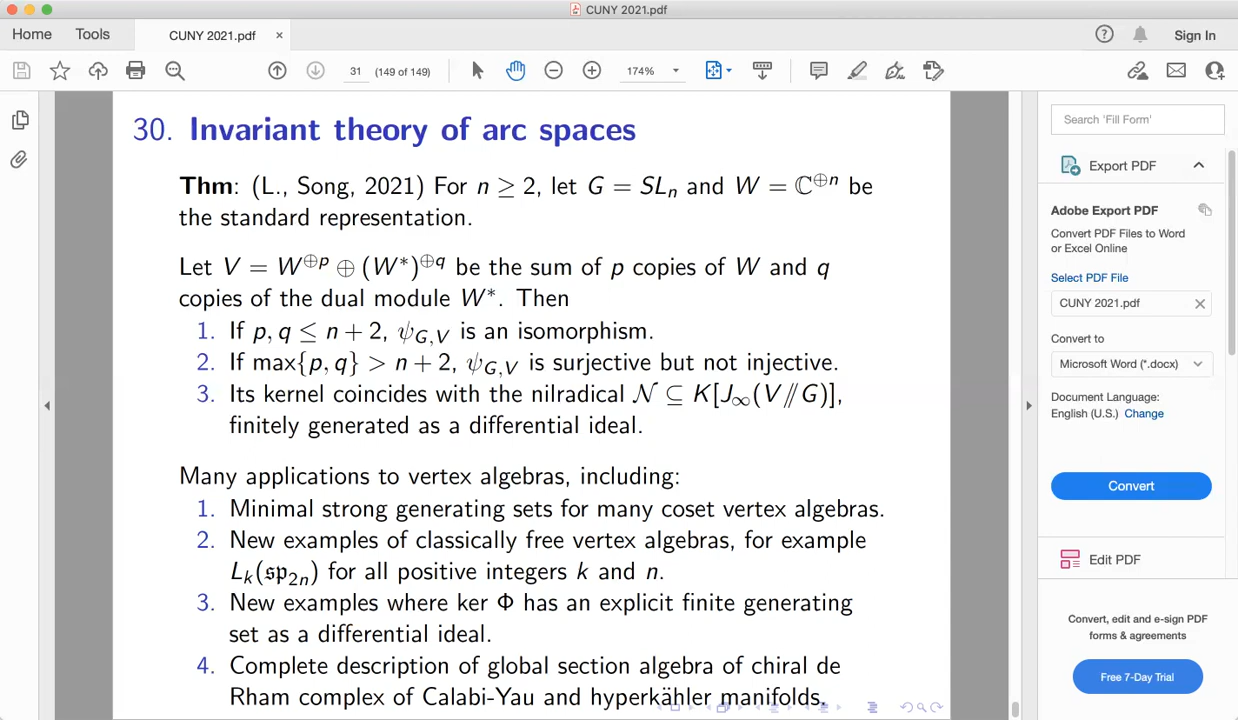 CUNY 2021.pdf
Home Tools CUNY 2021.pdf × Sign In
31 (149 of 149) 174%
30. Invariant theory of arc spaces
Thm: (L., Song, 2021) For n ≥ 2, let G = SLₙ and W = ℂ^{⊕n} be
the standard representation.
Let V = W^{⊕p} ⊕ (W*)^{⊕q} be the sum of p copies of W and q
copies of the dual module W*. Then
1. If p, q ≤ n + 2, ψ_{G,V} is an isomorphism.
2. If max{p, q} > n + 2, ψ_{G,V} is surjective but not injective.
3. Its kernel coincides with the nilradical 𝒩 ⊆ K[J_∞(V//G)],
finitely generated as a differential ideal.
Many applications to vertex algebras, including:
1. Minimal strong generating sets for many coset vertex algebras.
2. New examples of classically free vertex algebras, for example
L_k(𝔰𝔭_{2n}) for all positive integers k and n.
3. New examples where ker Φ has an explicit finite generating
set as a differential ideal.
4. Complete description of global section algebra of chiral de
Rham complex of Calabi-Yau and hyperkähler manifolds.
Search 'Fill Form'
Export PDF
Adobe Export PDF
Convert PDF Files to Word
or Excel Online
Select PDF File
CUNY 2021.pdf ×
Convert to
Microsoft Word (*.docx)
Document Language:
English (U.S.) Change
Convert
Edit PDF
Convert, edit and e-sign PDF
forms & agreements
Free 7-Day Trial